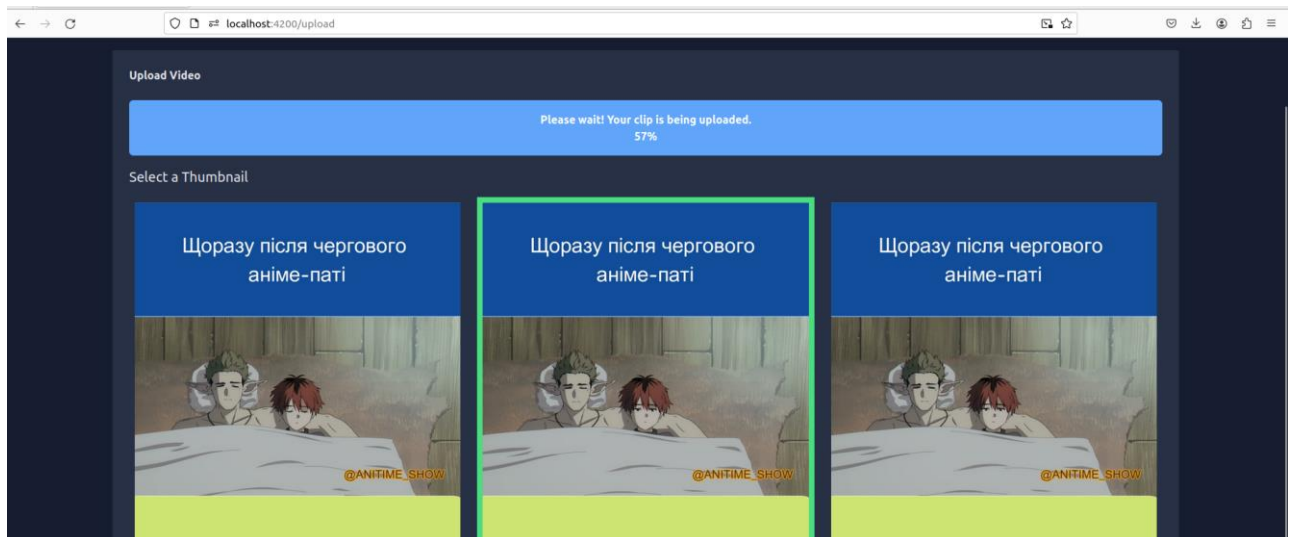 localhost:4200/upload
Upload Video
Please wait! Your clip is being uploaded.
57%
Select a Thumbnail
Щоразу після чергового
аніме-паті
@ANITIME_SHOW
Щоразу після чергового
аніме-паті
@ANITIME_SHOW
Щоразу після чергового
аніме-паті
@ANITIME_SHOW